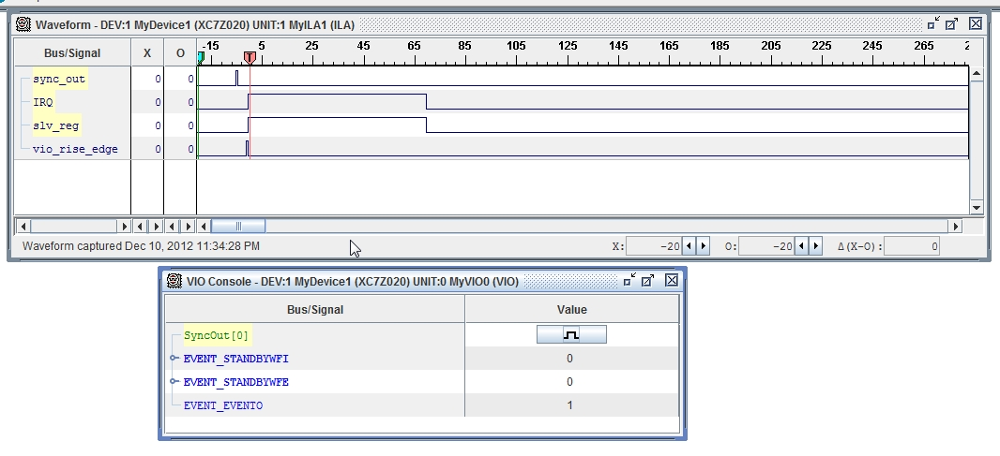 Waveform - DEV:1 MyDevice1 (XC7Z020) UNIT:1 MyILA1 (ILA)
Bus/Signal X O -15 5 25 45 65 85 105 125 145 165 185 205 225 245 265 2
T
sync_out 0 0
IRQ 0 0
slv_reg 0 0
vio_rise_edge 0 0
Waveform captured Dec 10, 2012 11:34:28 PM X: -20 O: -20 Δ(X-O): 0
VIO Console - DEV:1 MyDevice1 (XC7Z020) UNIT:0 MyVIO0 (VIO)
Bus/Signal Value
SyncOut[0]
EVENT_STANDBYWFI 0
EVENT_STANDBYWFE 0
EVENT_EVENTO 1